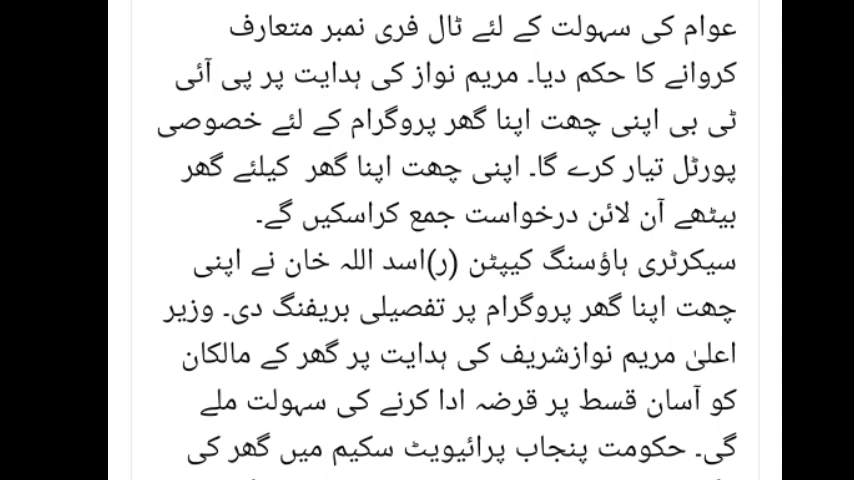 عوام کی سہولت کے لئے ٹال فری نمبر متعارف
کروانے کا حکم دیا۔ مریم نواز کی ہدایت پر پی آئی
ٹی بی اپنی چھت اپنا گھر پروگرام کے لئے خصوصی
پورٹل تیار کرے گا۔ اپنی چھت اپنا گھر کیلئے گھر
بیٹھے آن لائن درخواست جمع کراسکیں گے۔
سیکرٹری ہاؤسنگ کیپٹن (ر)اسد اللہ خان نے اپنی
چھت اپنا گھر پروگرام پر تفصیلی بریفنگ دی۔ وزیر
اعلیٰ مریم نوازشریف کی ہدایت پر گھر کے مالکان
کو آسان قسط پر قرضہ ادا کرنے کی سہولت ملے
گی۔ حکومت پنجاب پرائیویٹ سکیم میں گھر کی